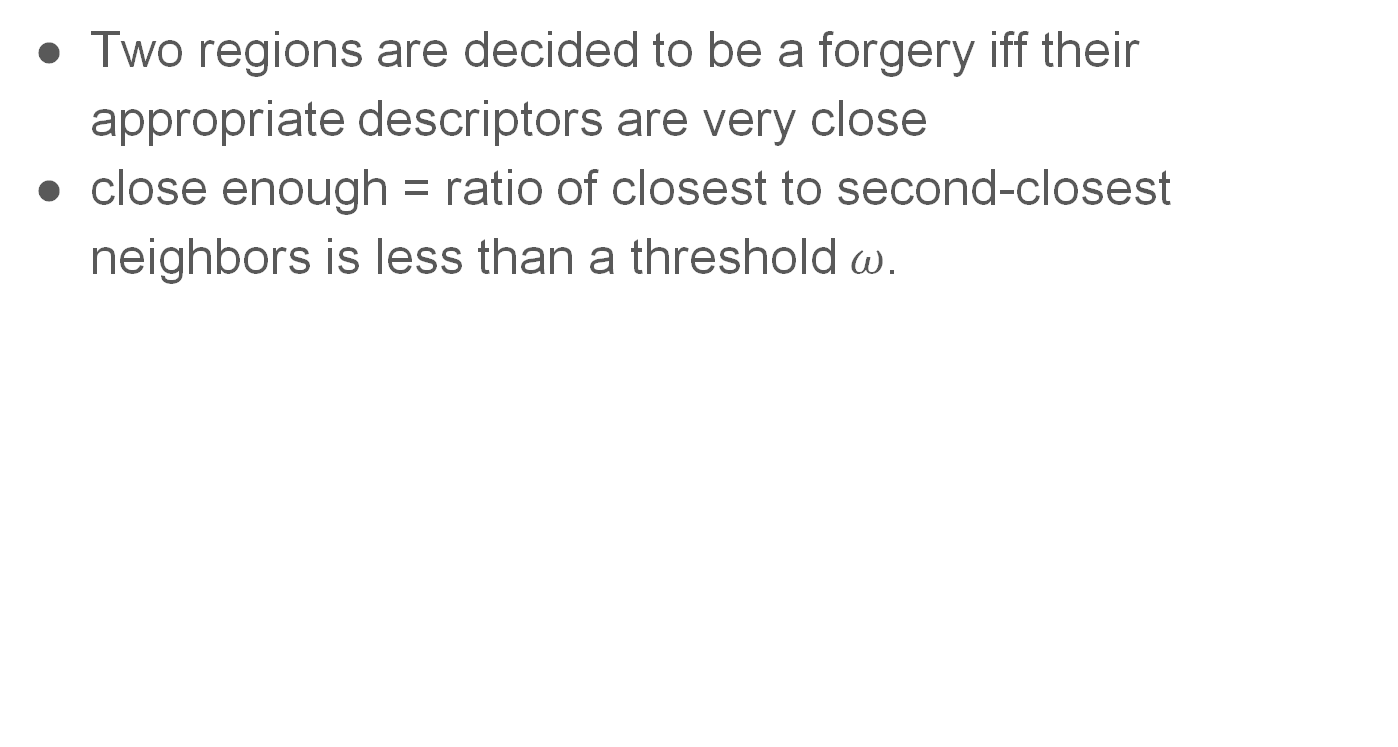 ● Two regions are decided to be a forgery iff their
appropriate descriptors are very close
● close enough = ratio of closest to second-closest
neighbors is less than a threshold ω.